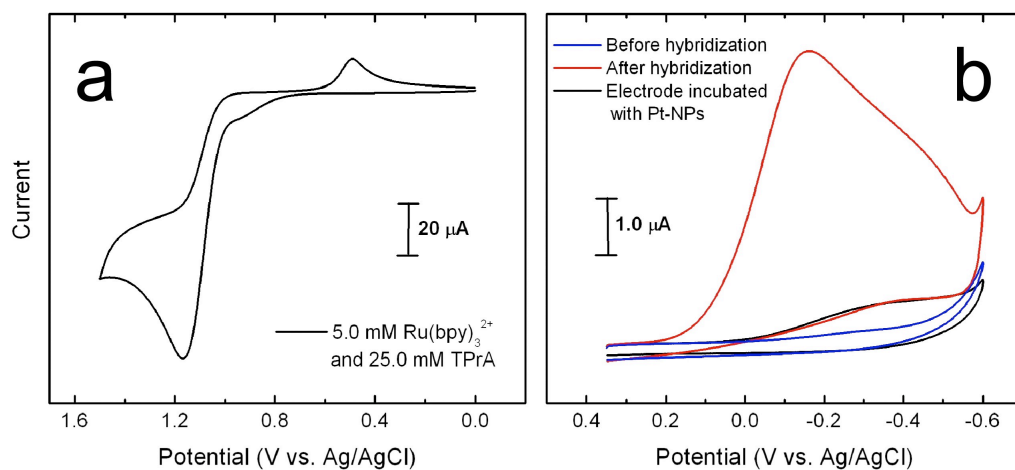 a
Current
20 μA
5.0 mM Ru(bpy)₃²⁺
and 25.0 mM TPrA
1.6
1.2
0.8
0.4
0.0
Potential (V vs. Ag/AgCl)
b
Before hybridization
After hybridization
Electrode incubated
with Pt-NPs
1.0 μA
0.4
0.2
0.0
-0.2
-0.4
-0.6
Potential (V vs. Ag/AgCl)